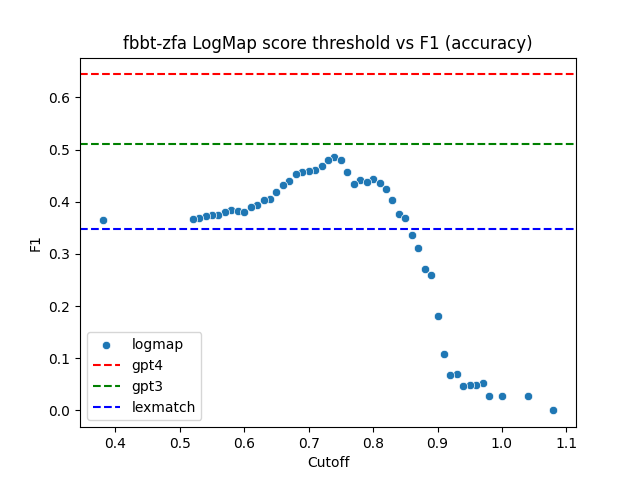 fbbt-zfa LogMap score threshold vs F1 (accuracy)
F1
0.6
0.5
0.4
0.3
0.2
0.1
0.0
logmap
gpt4
gpt3
lexmatch
0.4 0.5 0.6 0.7 0.8 0.9 1.0 1.1
Cutoff